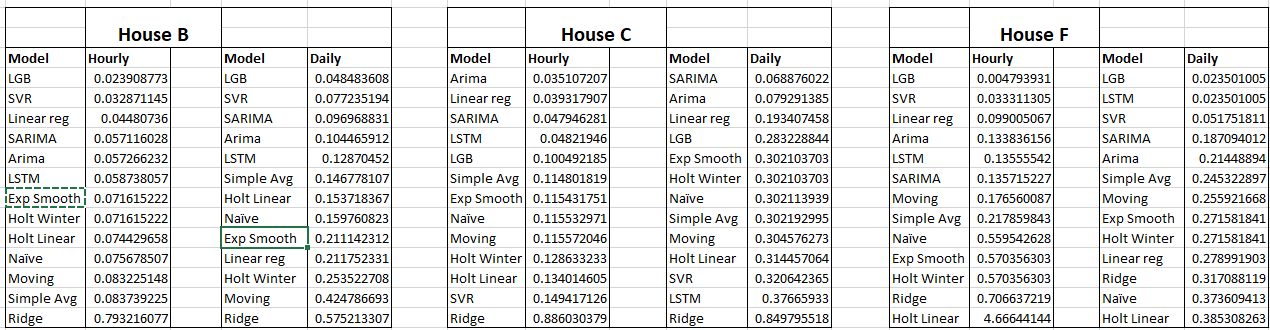 House B House C House F
Model Hourly Model Daily Model Hourly Model Daily Model Hourly Model Daily
LGB 0.023908773 LGB 0.048483608 Arima 0.035107207 SARIMA 0.068876022 LGB 0.004793931 LGB 0.023501005
SVR 0.032871145 SVR 0.077235194 Linear reg 0.039317907 Arima 0.079291385 SVR 0.033311305 LSTM 0.023501005
Linear reg 0.04480736 SARIMA 0.096968831 SARIMA 0.047946281 Linear reg 0.193407458 Linear reg 0.099005067 SVR 0.051751811
SARIMA 0.057116028 Arima 0.104465912 LSTM 0.04821946 LGB 0.283228844 Arima 0.133836156 SARIMA 0.187094012
Arima 0.057266232 LSTM 0.12870452 LGB 0.100492185 Exp Smooth 0.302103703 LSTM 0.13555542 Arima 0.21448894
LSTM 0.058738057 Simple Avg 0.146778107 Simple Avg 0.114801819 Holt Winter 0.302103703 SARIMA 0.135715227 Simple Avg 0.245322897
Exp Smooth 0.071615222 Holt Linear 0.153718367 Exp Smooth 0.115431751 Naïve 0.302113939 Moving 0.176560087 Moving 0.255921668
Holt Winter 0.071615222 Naïve 0.159760823 Naïve 0.115532971 Simple Avg 0.302192995 Simple Avg 0.217859843 Exp Smooth 0.271581841
Holt Linear 0.074429658 Exp Smooth 0.211142312 Moving 0.115572046 Moving 0.304576273 Naïve 0.559542628 Holt Winter 0.271581841
Naïve 0.075678507 Linear reg 0.211752331 Holt Winter 0.128633233 Holt Linear 0.314457064 Exp Smooth 0.570356303 Linear reg 0.278991903
Moving 0.083225148 Holt Winter 0.253522708 Holt Linear 0.134014605 SVR 0.320642365 Holt Winter 0.570356303 Ridge 0.317088119
Simple Avg 0.083739225 Moving 0.424786693 SVR 0.149417126 LSTM 0.37665933 Ridge 0.706637219 Naïve 0.373609413
Ridge 0.793216077 Ridge 0.575213307 Ridge 0.886030379 Ridge 0.849795518 Holt Linear 4.66644144 Holt Linear 0.385308263